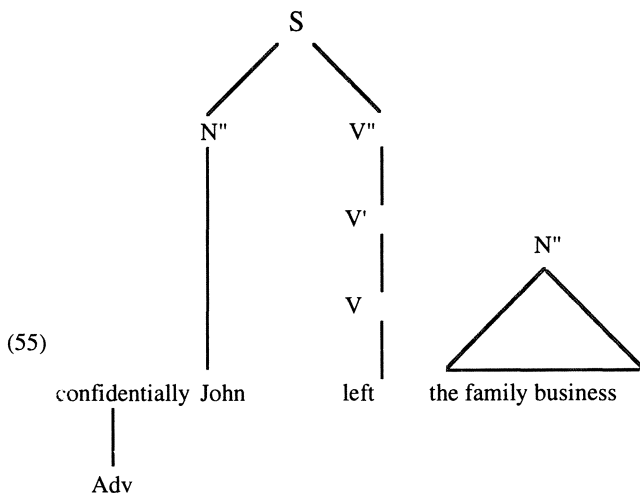 S
N" V"
V'
N"
V
(55)
confidentially John left the family business
Adv